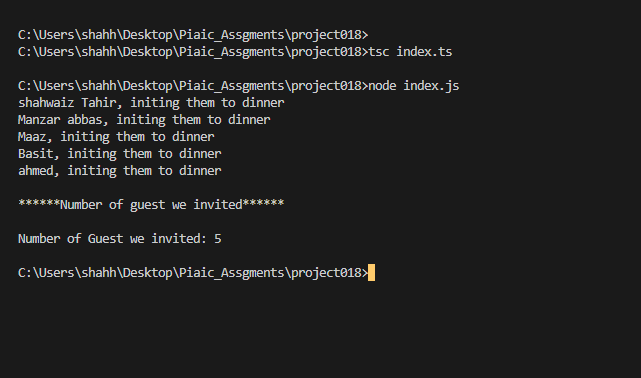 C:\Users\shahh\Desktop\Piaic_Assgments\project018>
C:\Users\shahh\Desktop\Piaic_Assgments\project018>tsc index.ts
C:\Users\shahh\Desktop\Piaic_Assgments\project018>node index.js
shahwaiz Tahir, initing them to dinner
Manzar abbas, initing them to dinner
Maaz, initing them to dinner
Basit, initing them to dinner
ahmed, initing them to dinner
******Number of guest we invited******
Number of Guest we invited: 5
C:\Users\shahh\Desktop\Piaic_Assgments\project018>